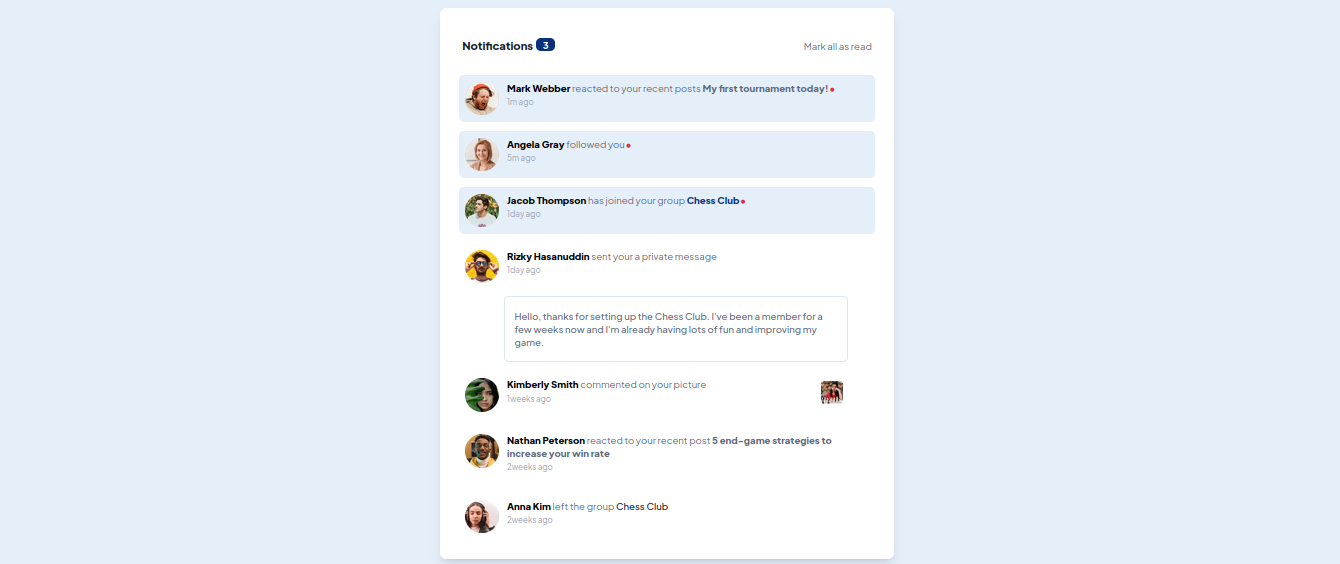 Notifications 3
Mark all as read
Mark Webber reacted to your recent posts My first tournament today!
1m ago
Angela Gray followed you
5m ago
Jacob Thompson has joined your group Chess Club
1day ago
Rizky Hasanuddin sent your a private message
1day ago
Hello, thanks for setting up the Chess Club. I've been a member for a
few weeks now and I'm already having lots of fun and improving my
game.
Kimberly Smith commented on your picture
1weeks ago
Nathan Peterson reacted to your recent post 5 end-game strategies to
increase your win rate
2weeks ago
Anna Kim left the group Chess Club
2weeks ago